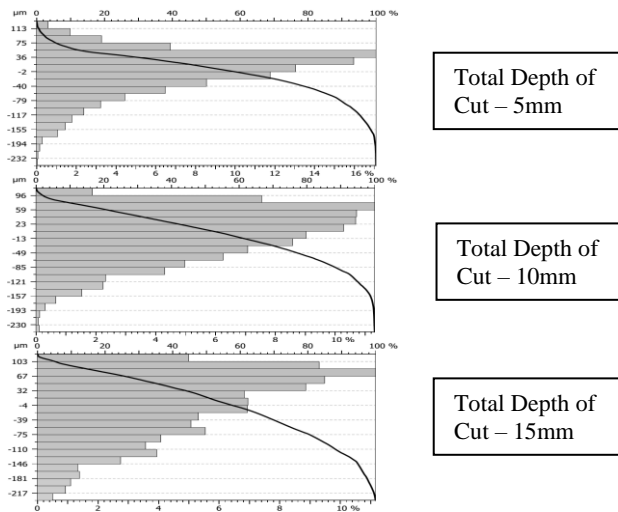 μm 0 20 40 60 80 100 %
113
75
36
-2
-40
-79
-117
-155
-194
-232
0 2 4 6 8 10 12 14 16 %
Total Depth of
Cut – 5mm
μm 0 20 40 60 80 100 %
96
59
23
-13
-49
-85
-121
-157
-193
-230
0 2 4 6 8 10 %
Total Depth of
Cut – 10mm
μm 0 20 40 60 80 100 %
103
67
32
-4
-39
-75
-110
-146
-181
-217
0 2 4 6 8 10 %
Total Depth of
Cut – 15mm